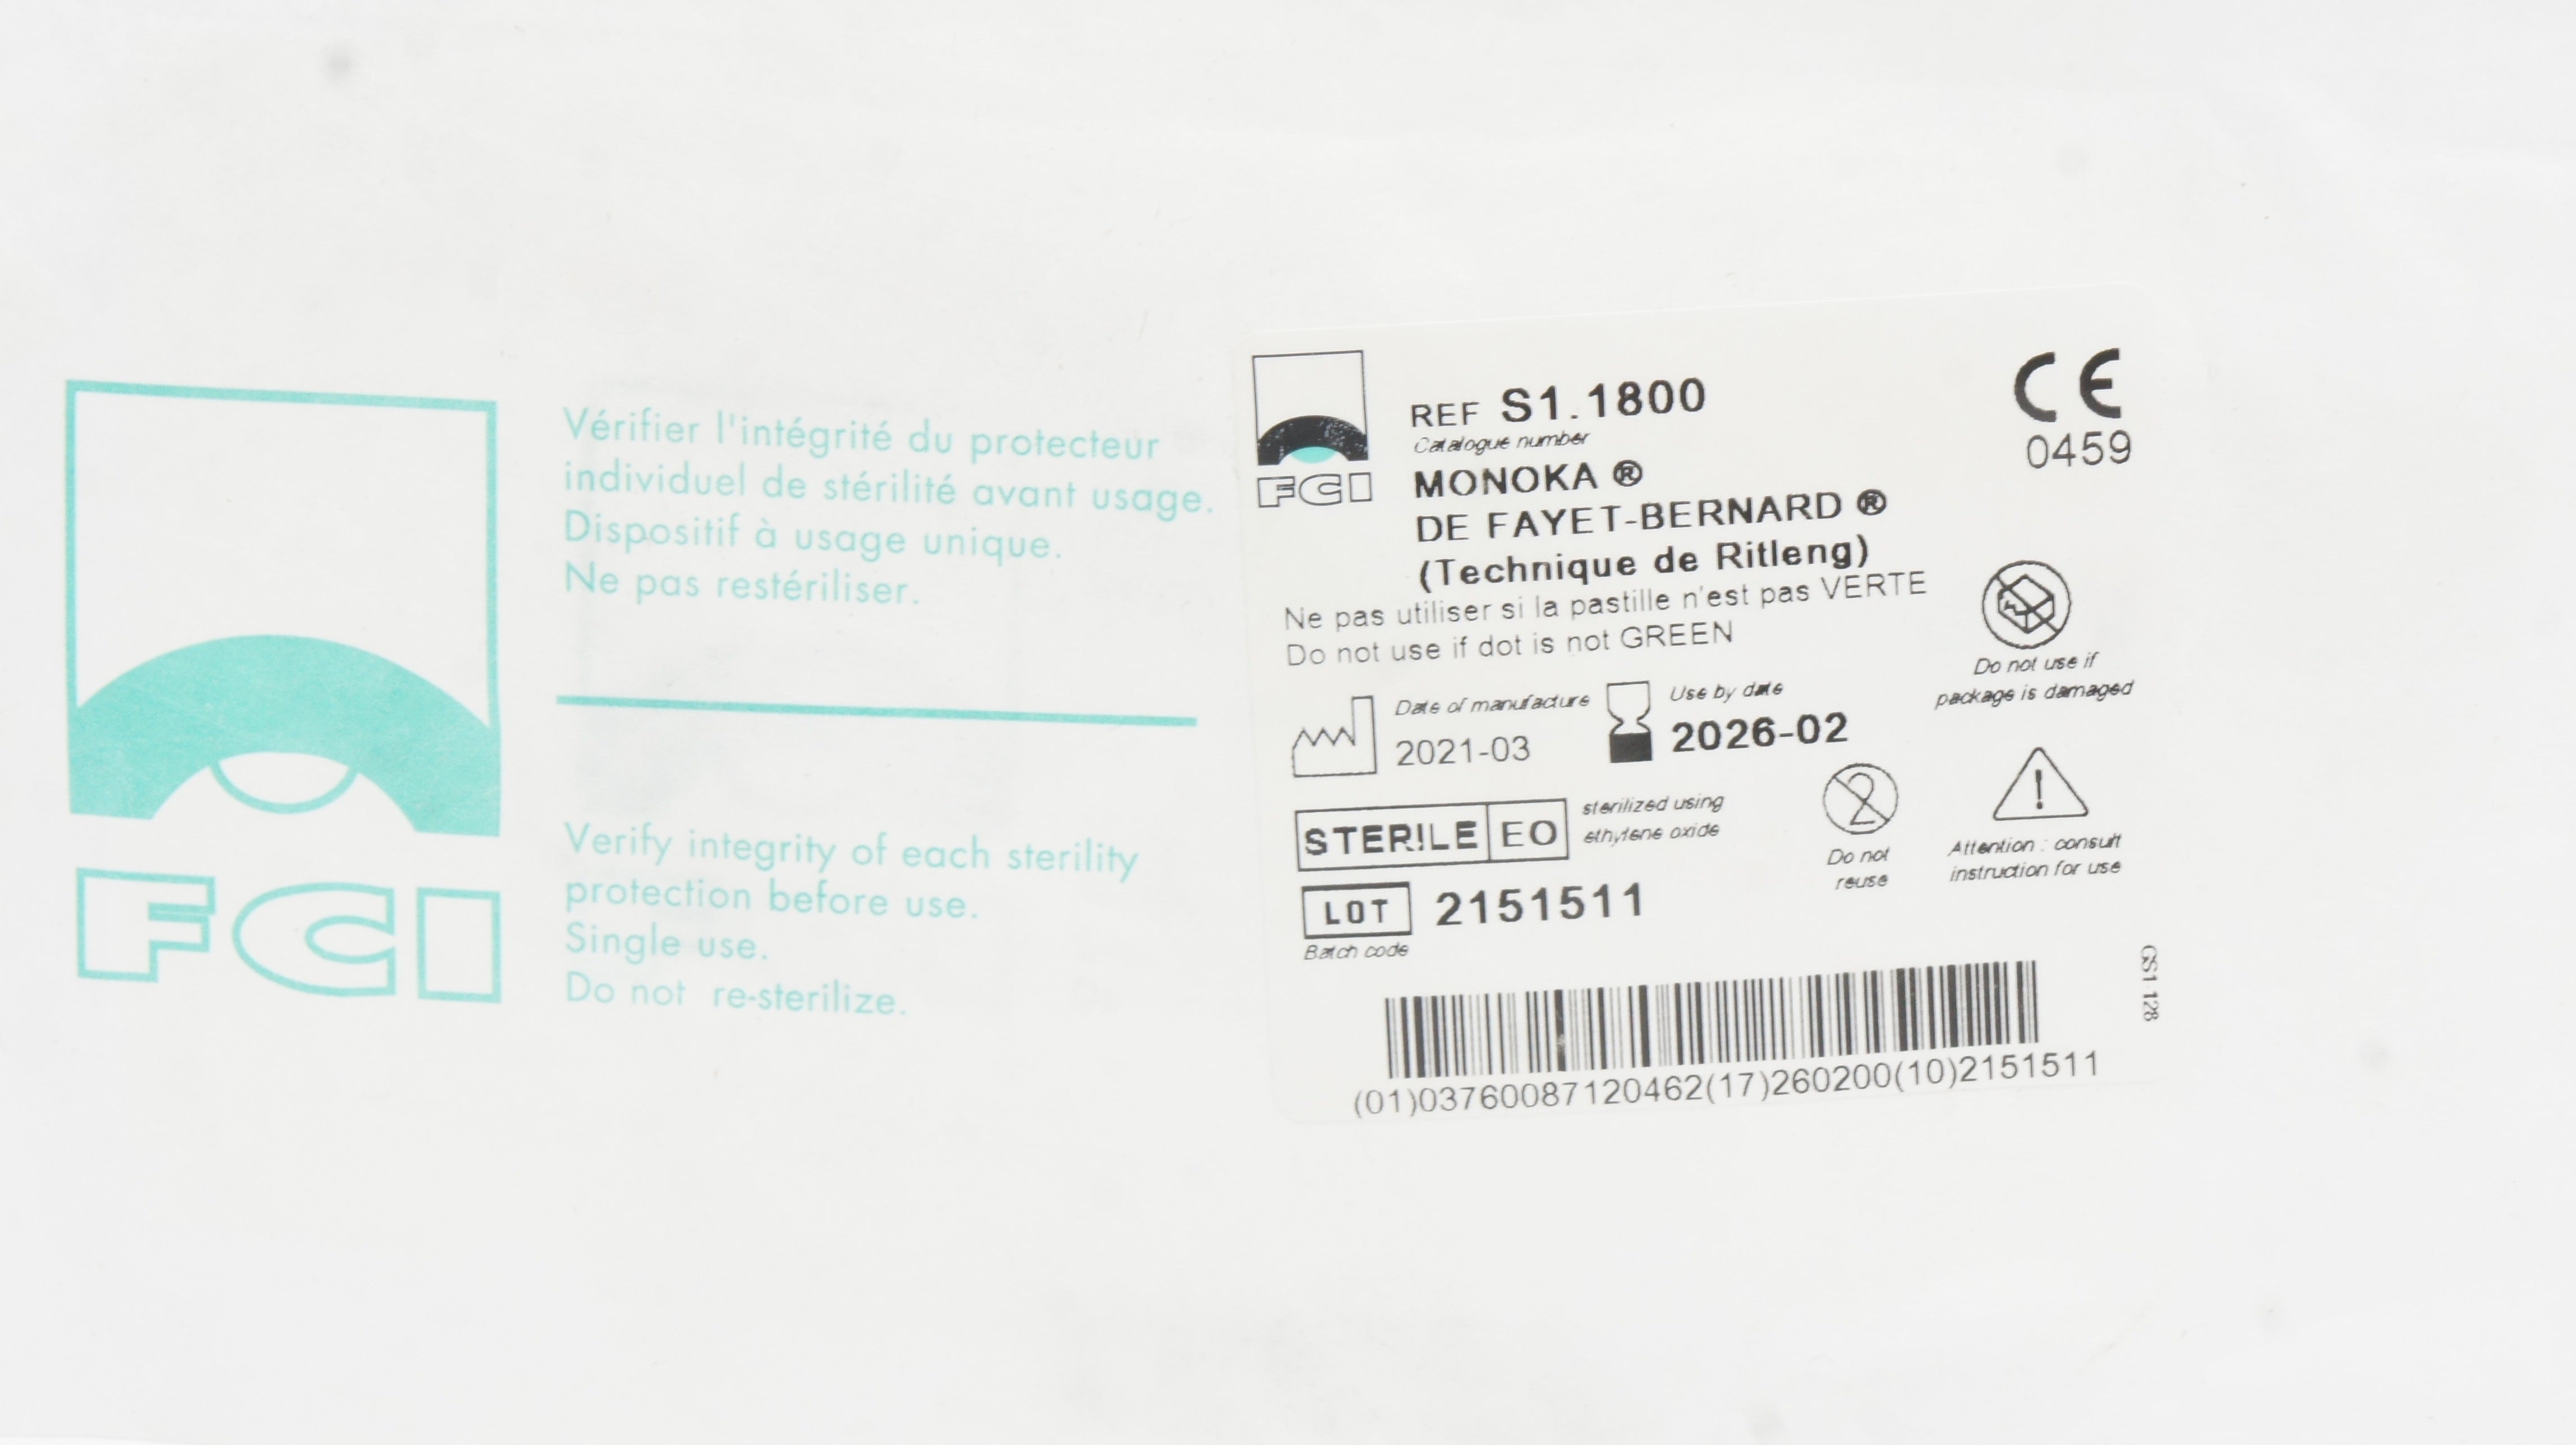 Vérifier l'intégrité du protecteur
individuel de stérilité avant usage.
Dispositif à usage unique.
Ne pas restériliser.
FCI
Verify integrity of each sterility
protection before use.
Single use.
Do not re-sterilize.
FCI
REF S1.1800
Catalogue number
MONOKA ®
DE FAYET-BERNARD ®
(Technique de Ritleng)
CE
0459
Ne pas utiliser si la pastille n'est pas VERTE
Do not use if dot is not GREEN
Do not use if
package is damaged
Date of manufacture
2021-03
Use by date
2026-02
STERILE EO
sterilized using
ethylene oxide
2
Do not
reuse
!
Attention : consult
instruction for use
LOT 2151511
Batch code
GS1 128
(01)03760087120462(17)260200(10)2151511